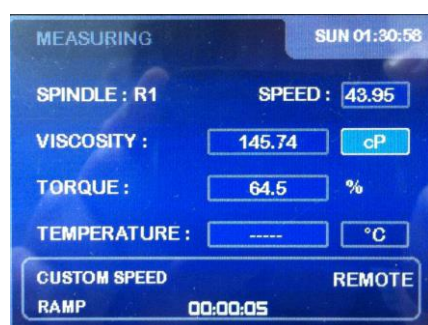 MEASURING SUN 01:30:58
SPINDLE : R1 SPEED : 43.95
VISCOSITY : 145.74 cP
TORQUE : 64.5 %
TEMPERATURE : ----- °C
CUSTOM SPEED REMOTE
RAMP 00:00:05